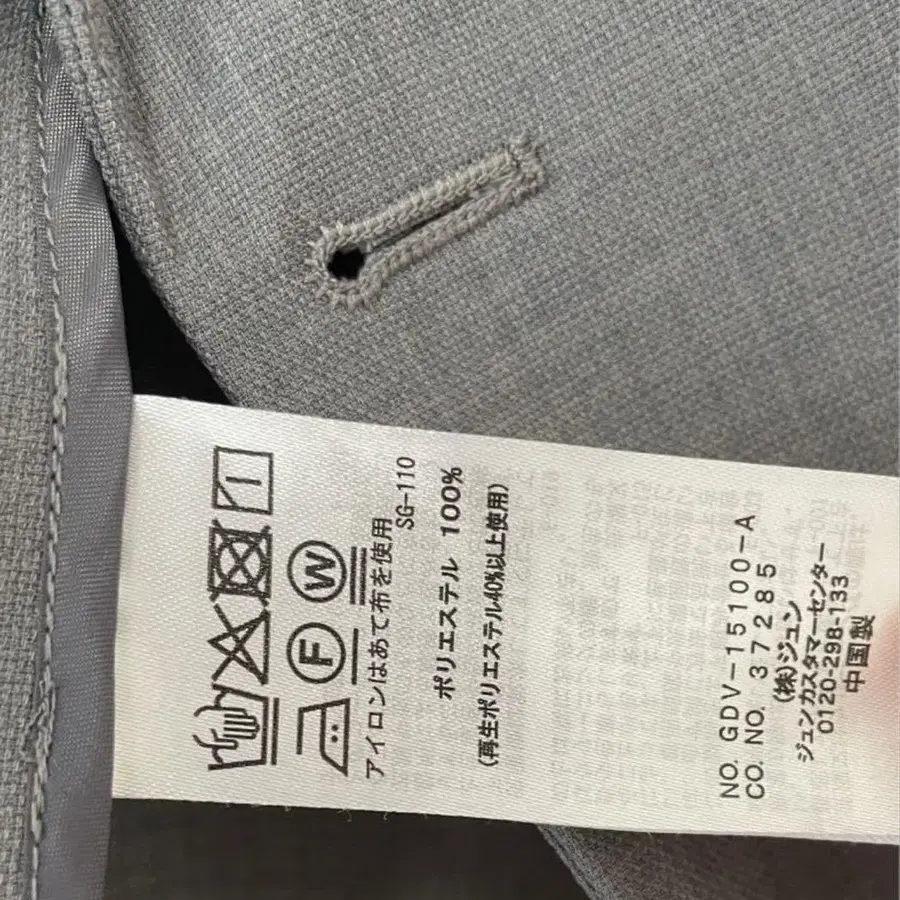 F W
アイロンはあて布を使用
SG-110
ポリエステル 100%
(再生ポリエステル40%以上使用)
NO. GDV-15100-A
CO. NO. 37285
(株)ジュン
ジュンカスタマーセンター
0120-298-133
中国製